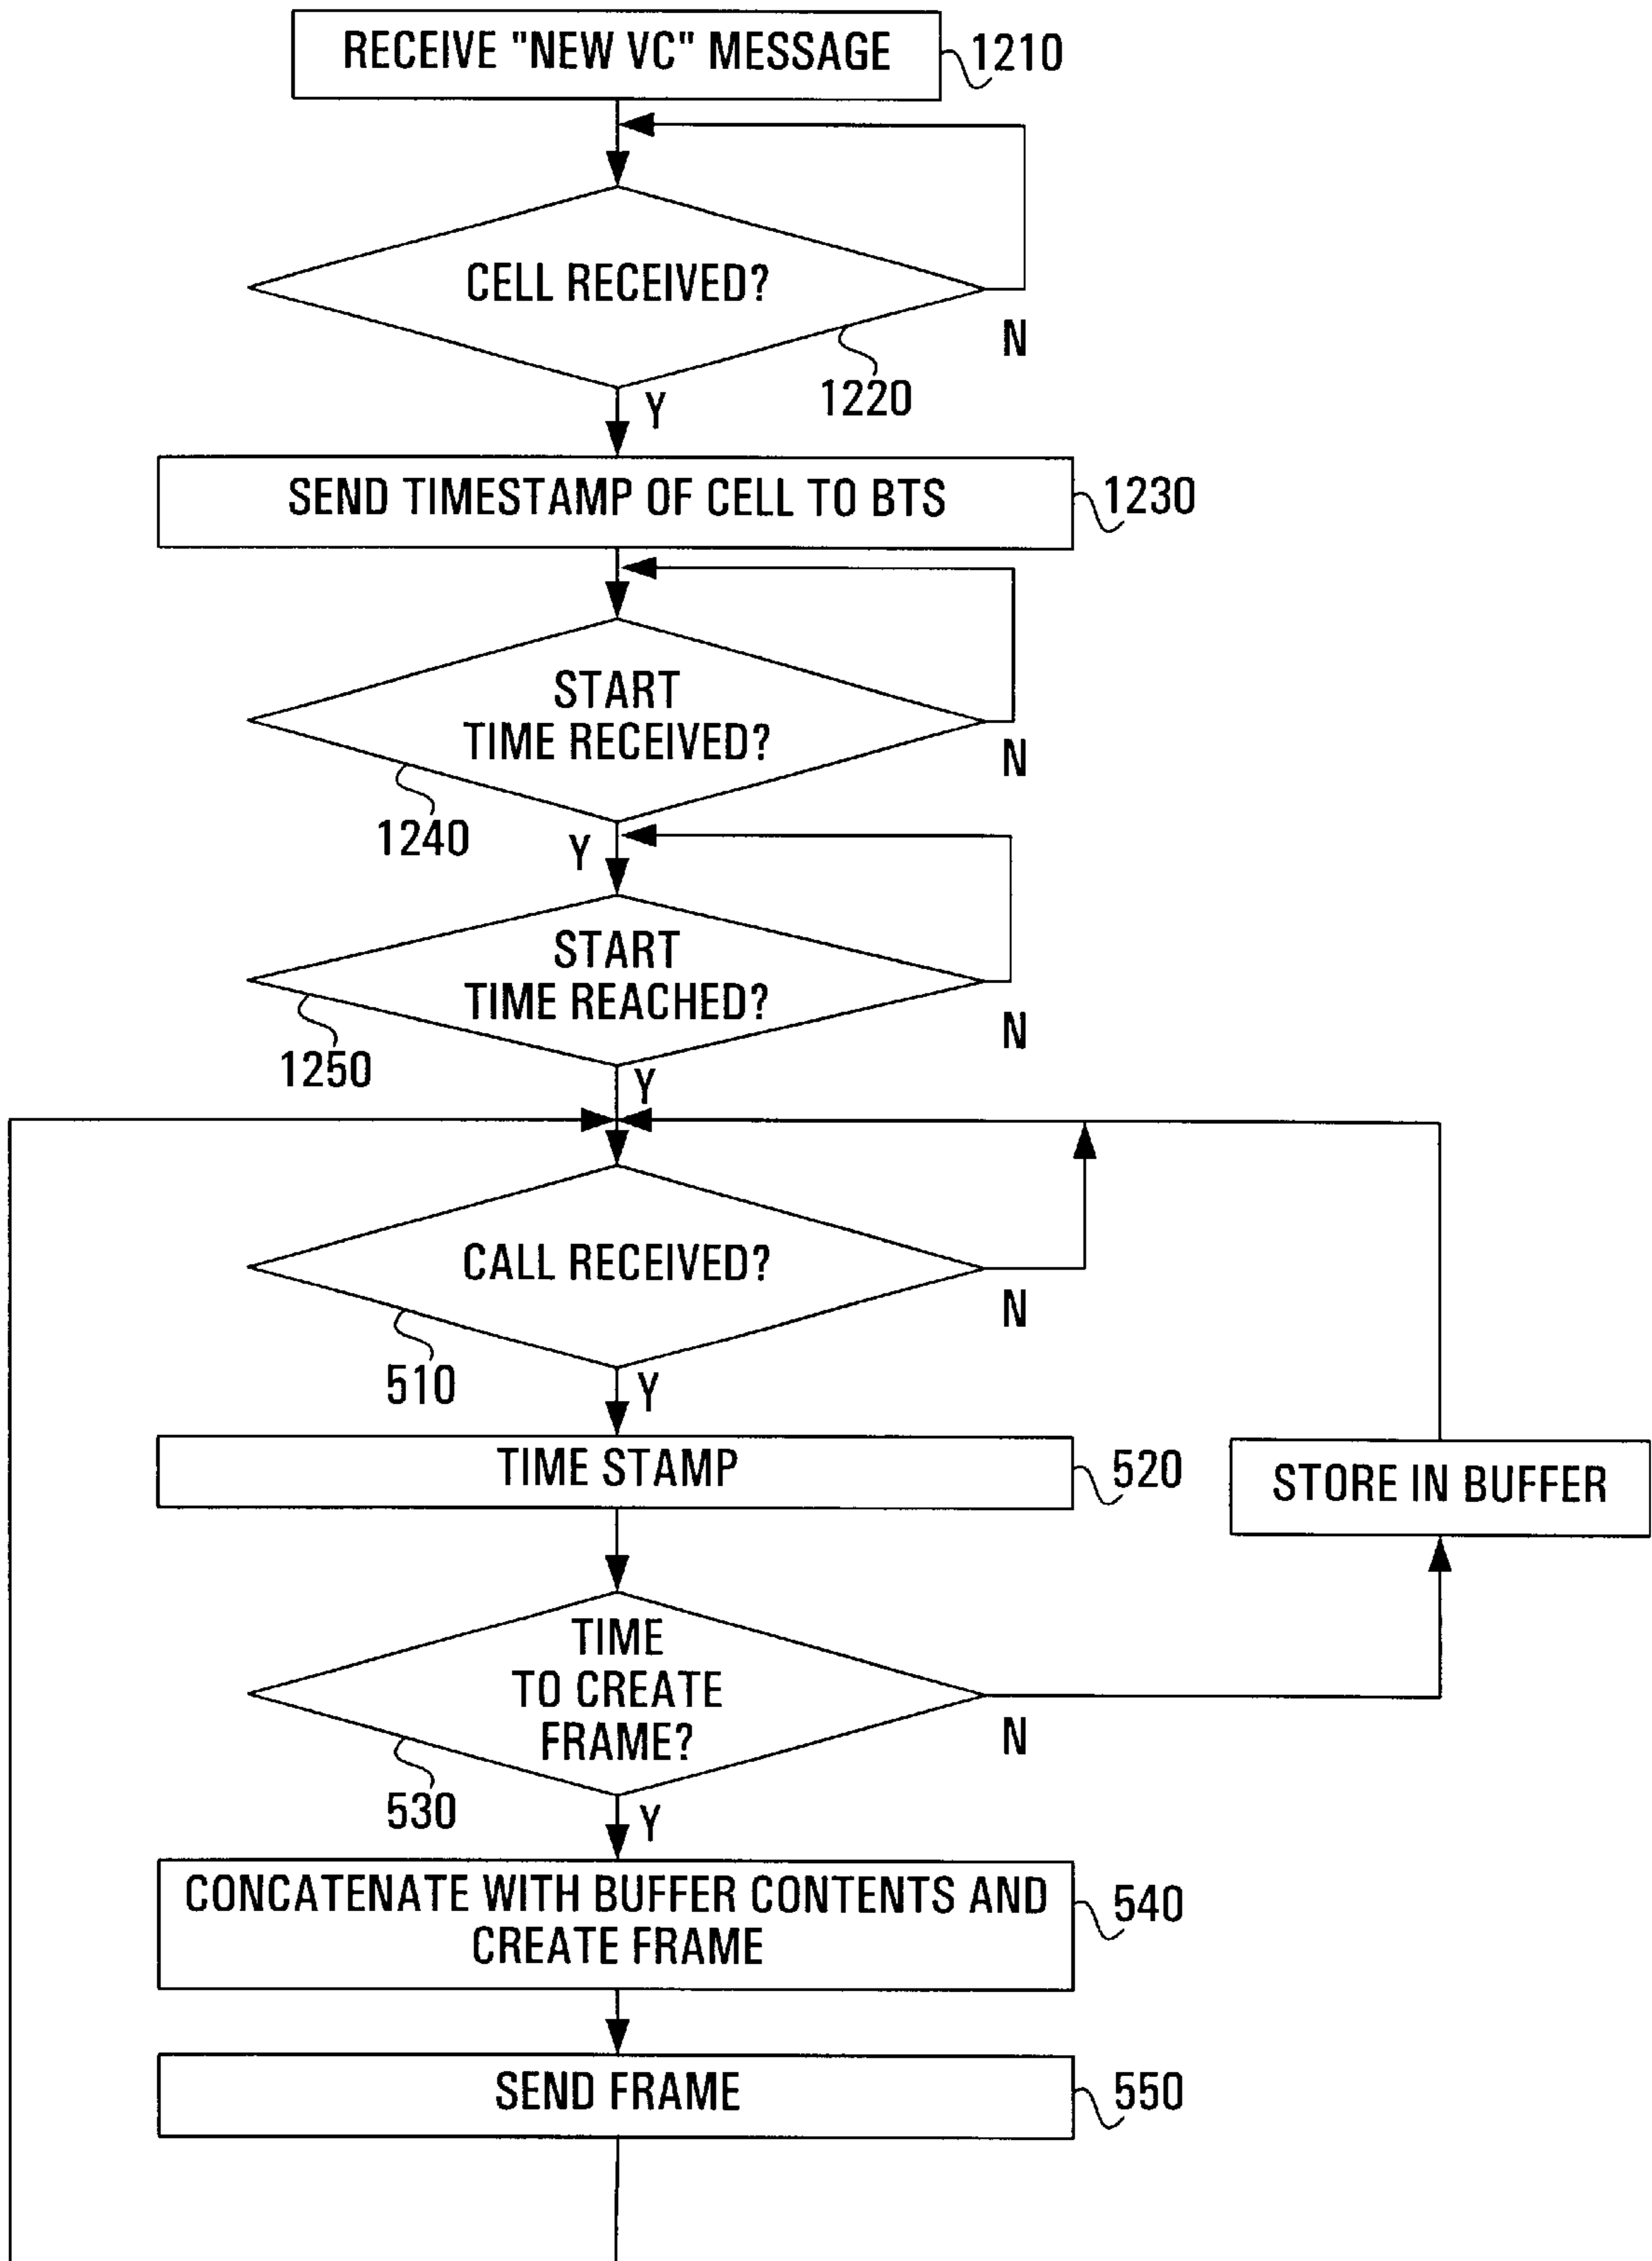 RECEIVE "NEW VC" MESSAGE
1210
CELL RECEIVED?
N
1220
Y
SEND TIMESTAMP OF CELL TO BTS
1230
START
TIME RECEIVED?
N
1240
Y
START
TIME REACHED?
N
1250
Y
CALL RECEIVED?
N
510
Y
TIME STAMP
520
STORE IN BUFFER
TIME
TO CREATE
FRAME?
N
530
Y
CONCATENATE WITH BUFFER CONTENTS AND
CREATE FRAME
540
SEND FRAME
550